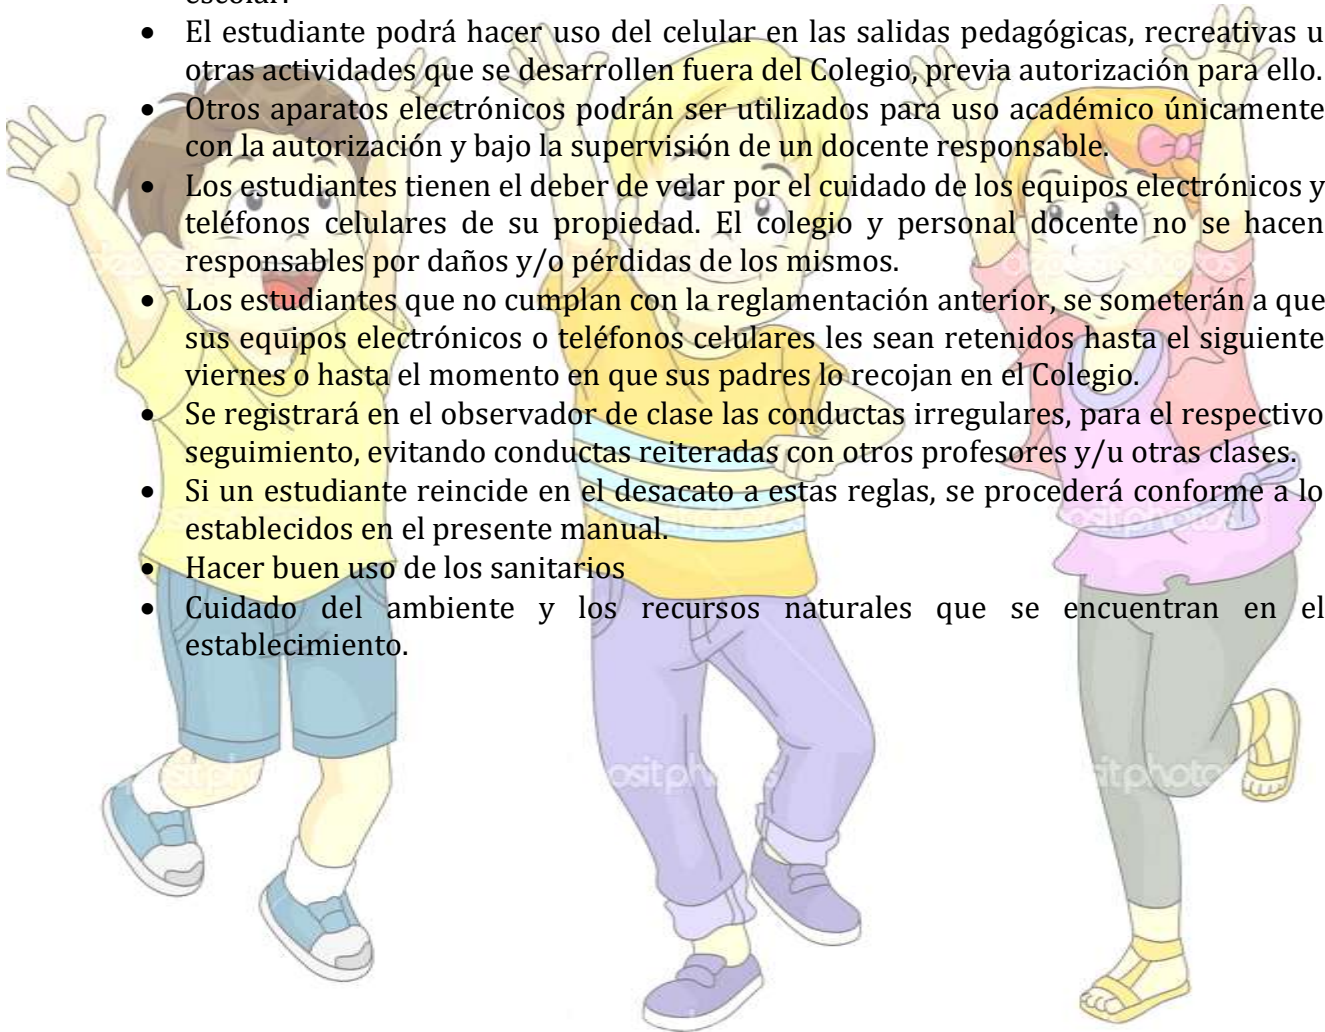 escolar.
• El estudiante podrá hacer uso del celular en las salidas pedagógicas, recreativas u
otras actividades que se desarrollen fuera del Colegio, previa autorización para ello.
• Otros aparatos electrónicos podrán ser utilizados para uso académico únicamente
con la autorización y bajo la supervisión de un docente responsable.
• Los estudiantes tienen el deber de velar por el cuidado de los equipos electrónicos y
teléfonos celulares de su propiedad. El colegio y personal docente no se hacen
responsables por daños y/o pérdidas de los mismos.
• Los estudiantes que no cumplan con la reglamentación anterior, se someterán a que
sus equipos electrónicos o teléfonos celulares les sean retenidos hasta el siguiente
viernes o hasta el momento en que sus padres lo recojan en el Colegio.
• Se registrará en el observador de clase las conductas irregulares, para el respectivo
seguimiento, evitando conductas reiteradas con otros profesores y/u otras clases.
• Si un estudiante reincide en el desacato a estas reglas, se procederá conforme a lo
establecidos en el presente manual.
• Hacer buen uso de los sanitarios
• Cuidado del ambiente y los recursos naturales que se encuentran en el
establecimiento.